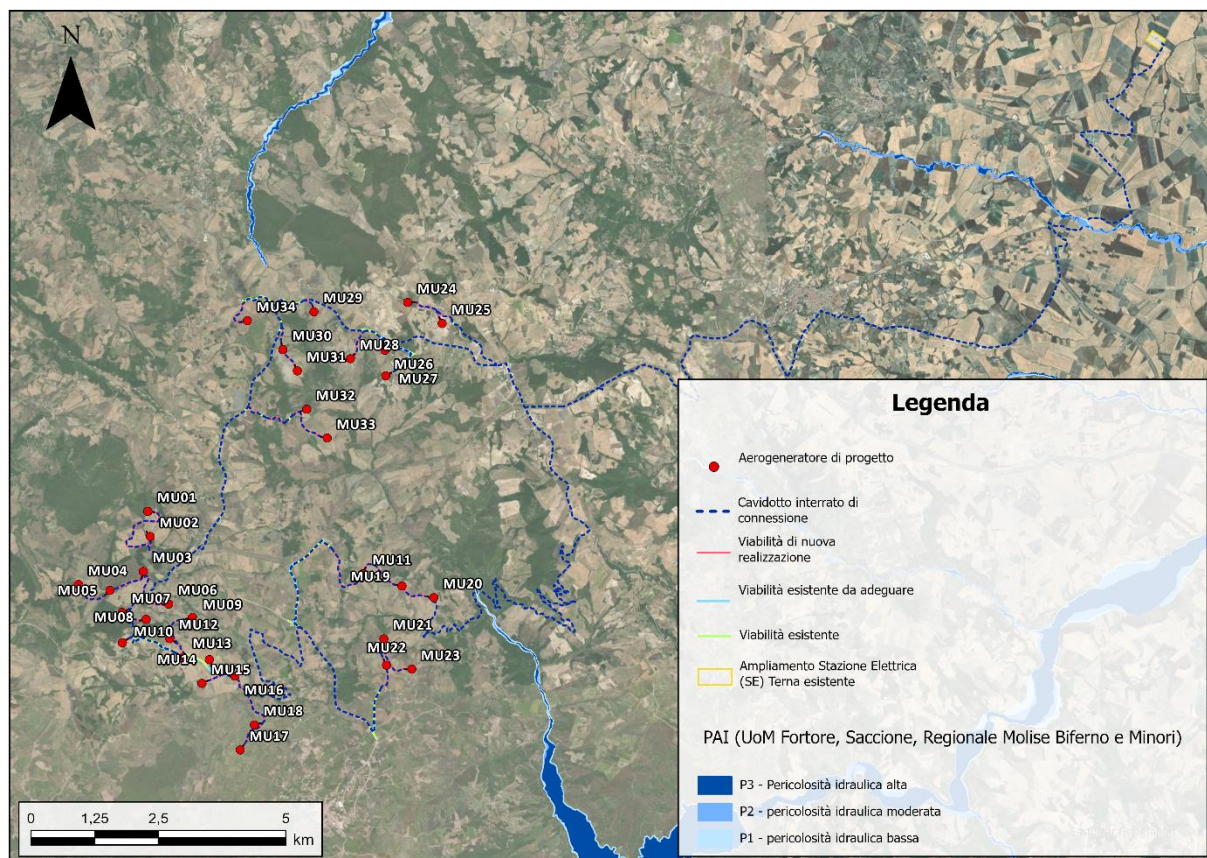 N
MU24
MU29
MU25
MU34
MU30
MU28
MU31
MU26
MU27
MU32
MU33
MU01
MU02
MU03
MU04
MU11
MU05
MU19
MU07
MU06
MU20
MU08
MU09
MU12
MU10
MU21
MU13
MU22
MU14
MU15
MU23
MU16
MU18
MU17
0 1,25 2,5 5
km
Legenda
Aerogeneratore di progetto
Cavidotto interrato di
connessione
Viabilità di nuova
realizzazione
Viabilità esistente da adeguare
Viabilità esistente
Ampliamento Stazione Elettrica
(SE) Terna esistente
PAI (UoM Fortore, Saccione, Regionale Molise Biferno e Minori)
P3 - Pericolosità idraulica alta
P2 - pericolosità idraulica moderata
P1 - pericolosità idraulica bassa